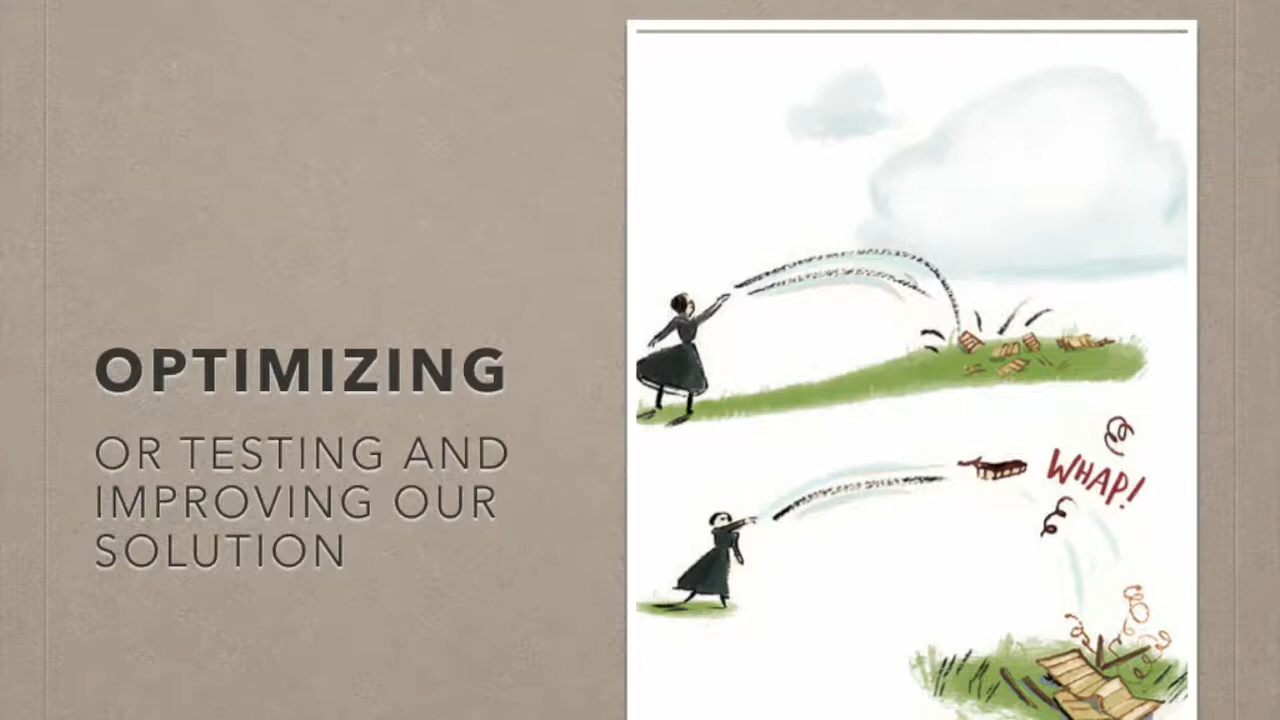 OPTIMIZING
OR TESTING AND
IMPROVING OUR
SOLUTION
WHAP!